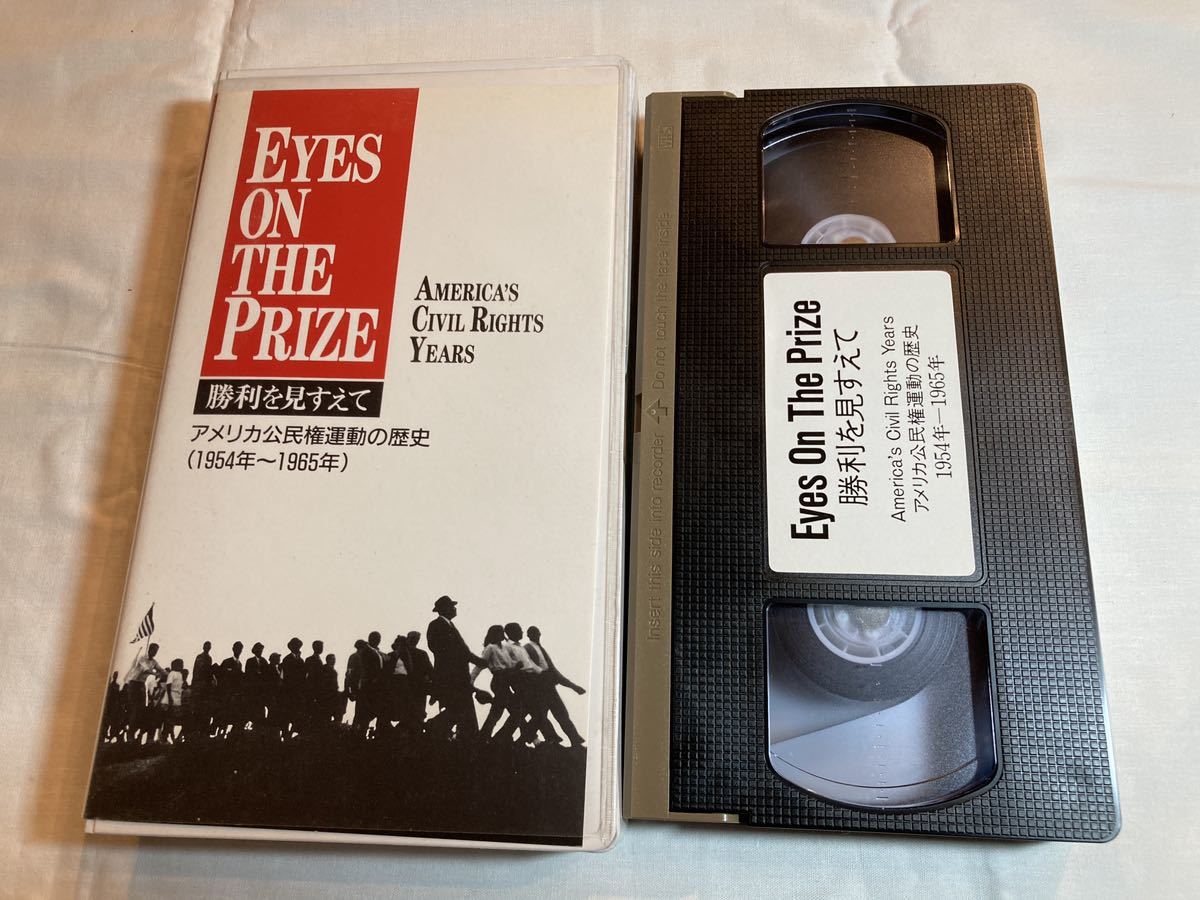 EYES
ON
THE
PRIZE
勝利を見すえて
AMERICA'S
CIVIL RIGHTS
YEARS
アメリカ公民権運動の歴史
(1954年〜1965年)
VHS
Insert this side into recorder Do not touch the tape inside
Eyes On The Prize
勝利を見すえて
America's Civil Rights Years
アメリカ公民権運動の歴史
1954年—1965年